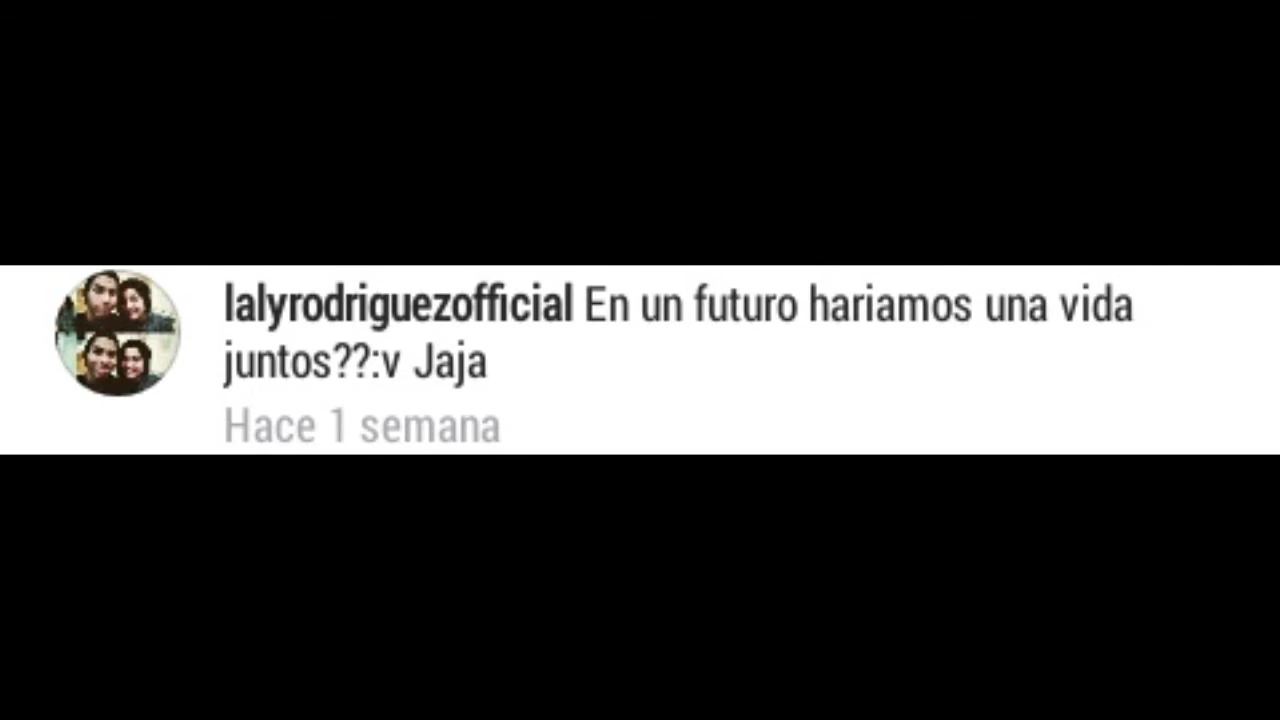 lalyrodriguezofficial En un futuro hariamos una vida
juntos??:v Jaja
Hace 1 semana